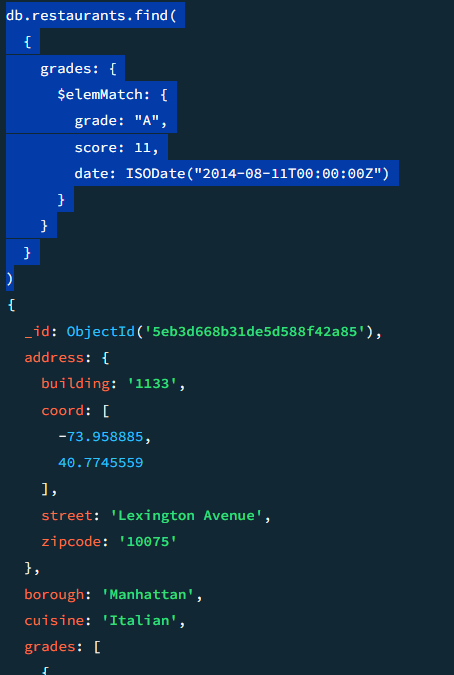 db.restaurants.find(
  {
    grades: {
      $elemMatch: {
        grade: "A",
        score: 11,
        date: ISODate("2014-08-11T00:00:00Z")
      }
    }
  }
)
{
  _id: ObjectId('5eb3d668b31de5d588f42a85'),
  address: {
    building: '1133',
    coord: [
      -73.958885,
      40.7745559
    ],
    street: 'Lexington Avenue',
    zipcode: '10075'
  },
  borough: 'Manhattan',
  cuisine: 'Italian',
  grades: [
    {